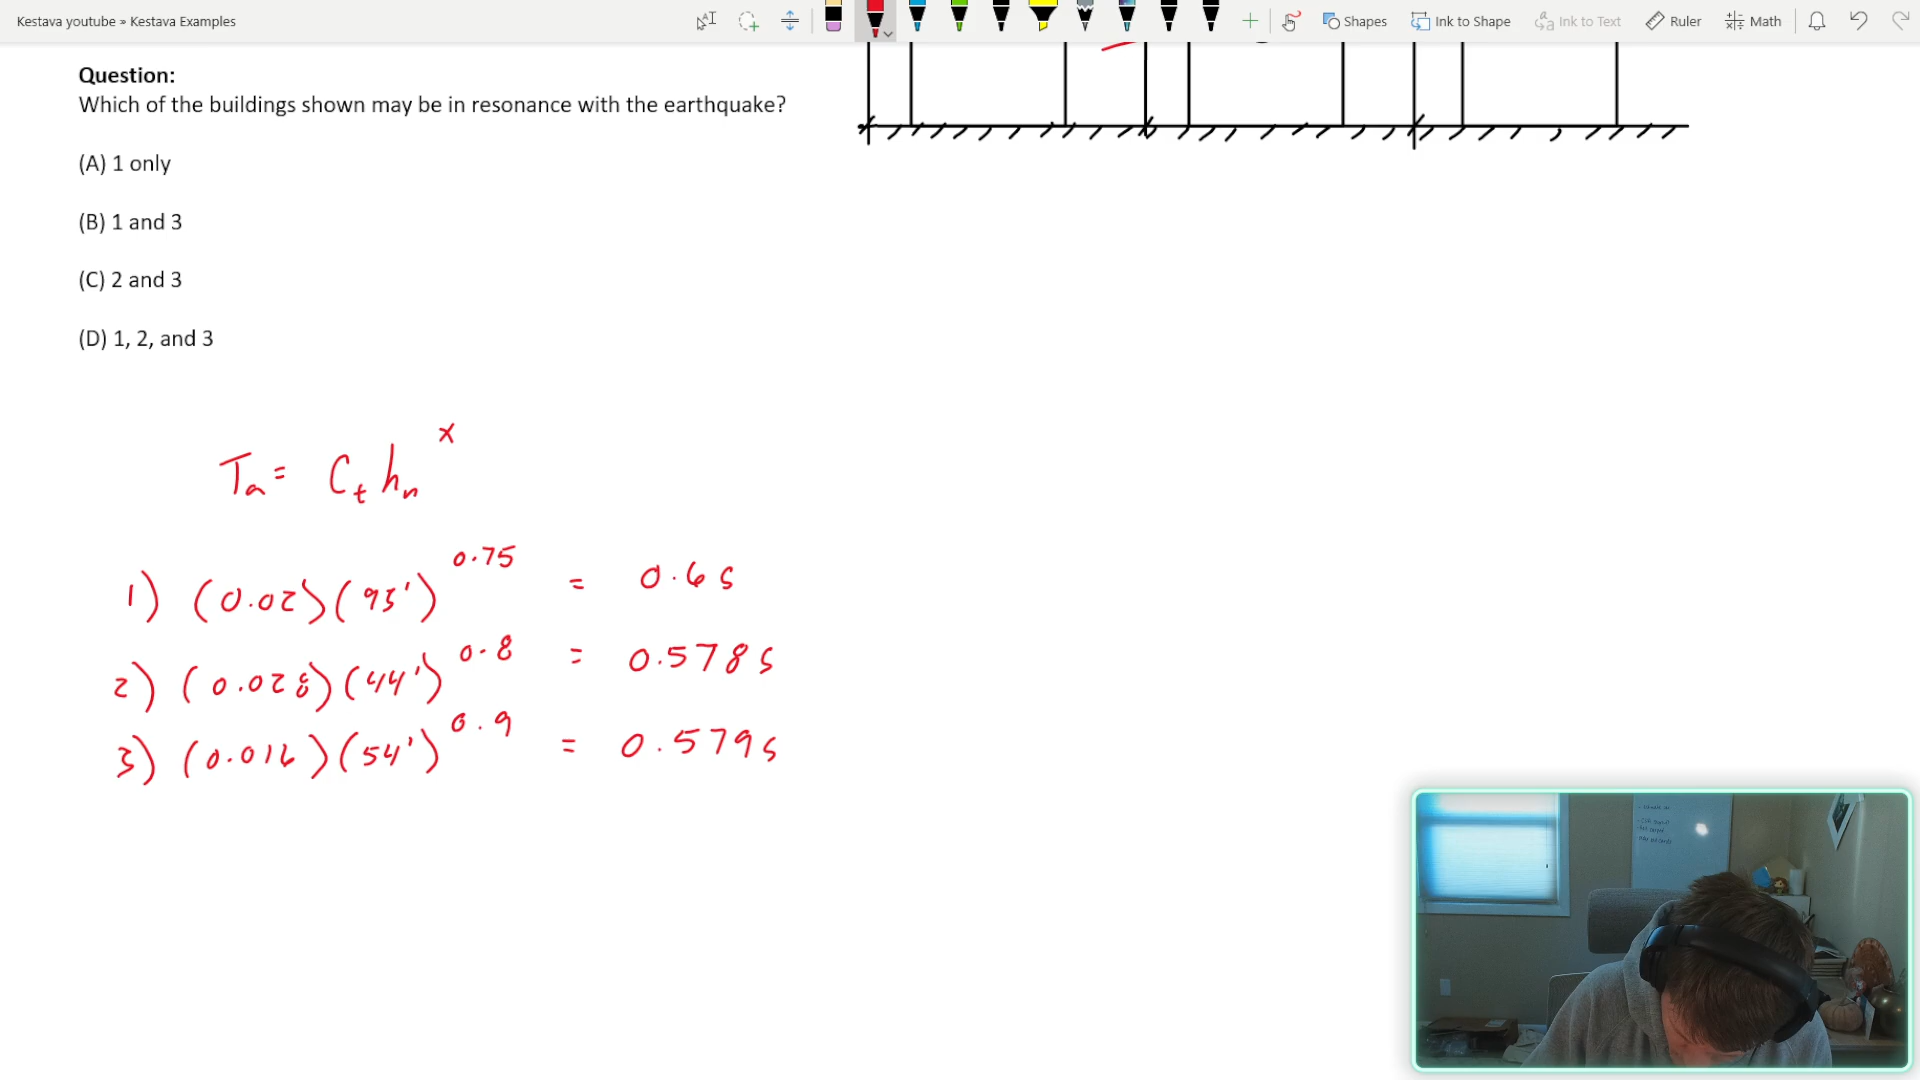 Kestava youtube » Kestava Examples
Shapes
Ink to Shape
Ink to Text
Ruler
Math
Question:
Which of the buildings shown may be in resonance with the earthquake?
(A) 1 only
(B) 1 and 3
(C) 2 and 3
(D) 1, 2, and 3
Ta = Ct hn^x
1) (0.02)(95')^0.75 = 0.6 s
2) (0.028)(44')^0.8 = 0.578 s
3) (0.016)(54')^0.9 = 0.579 s